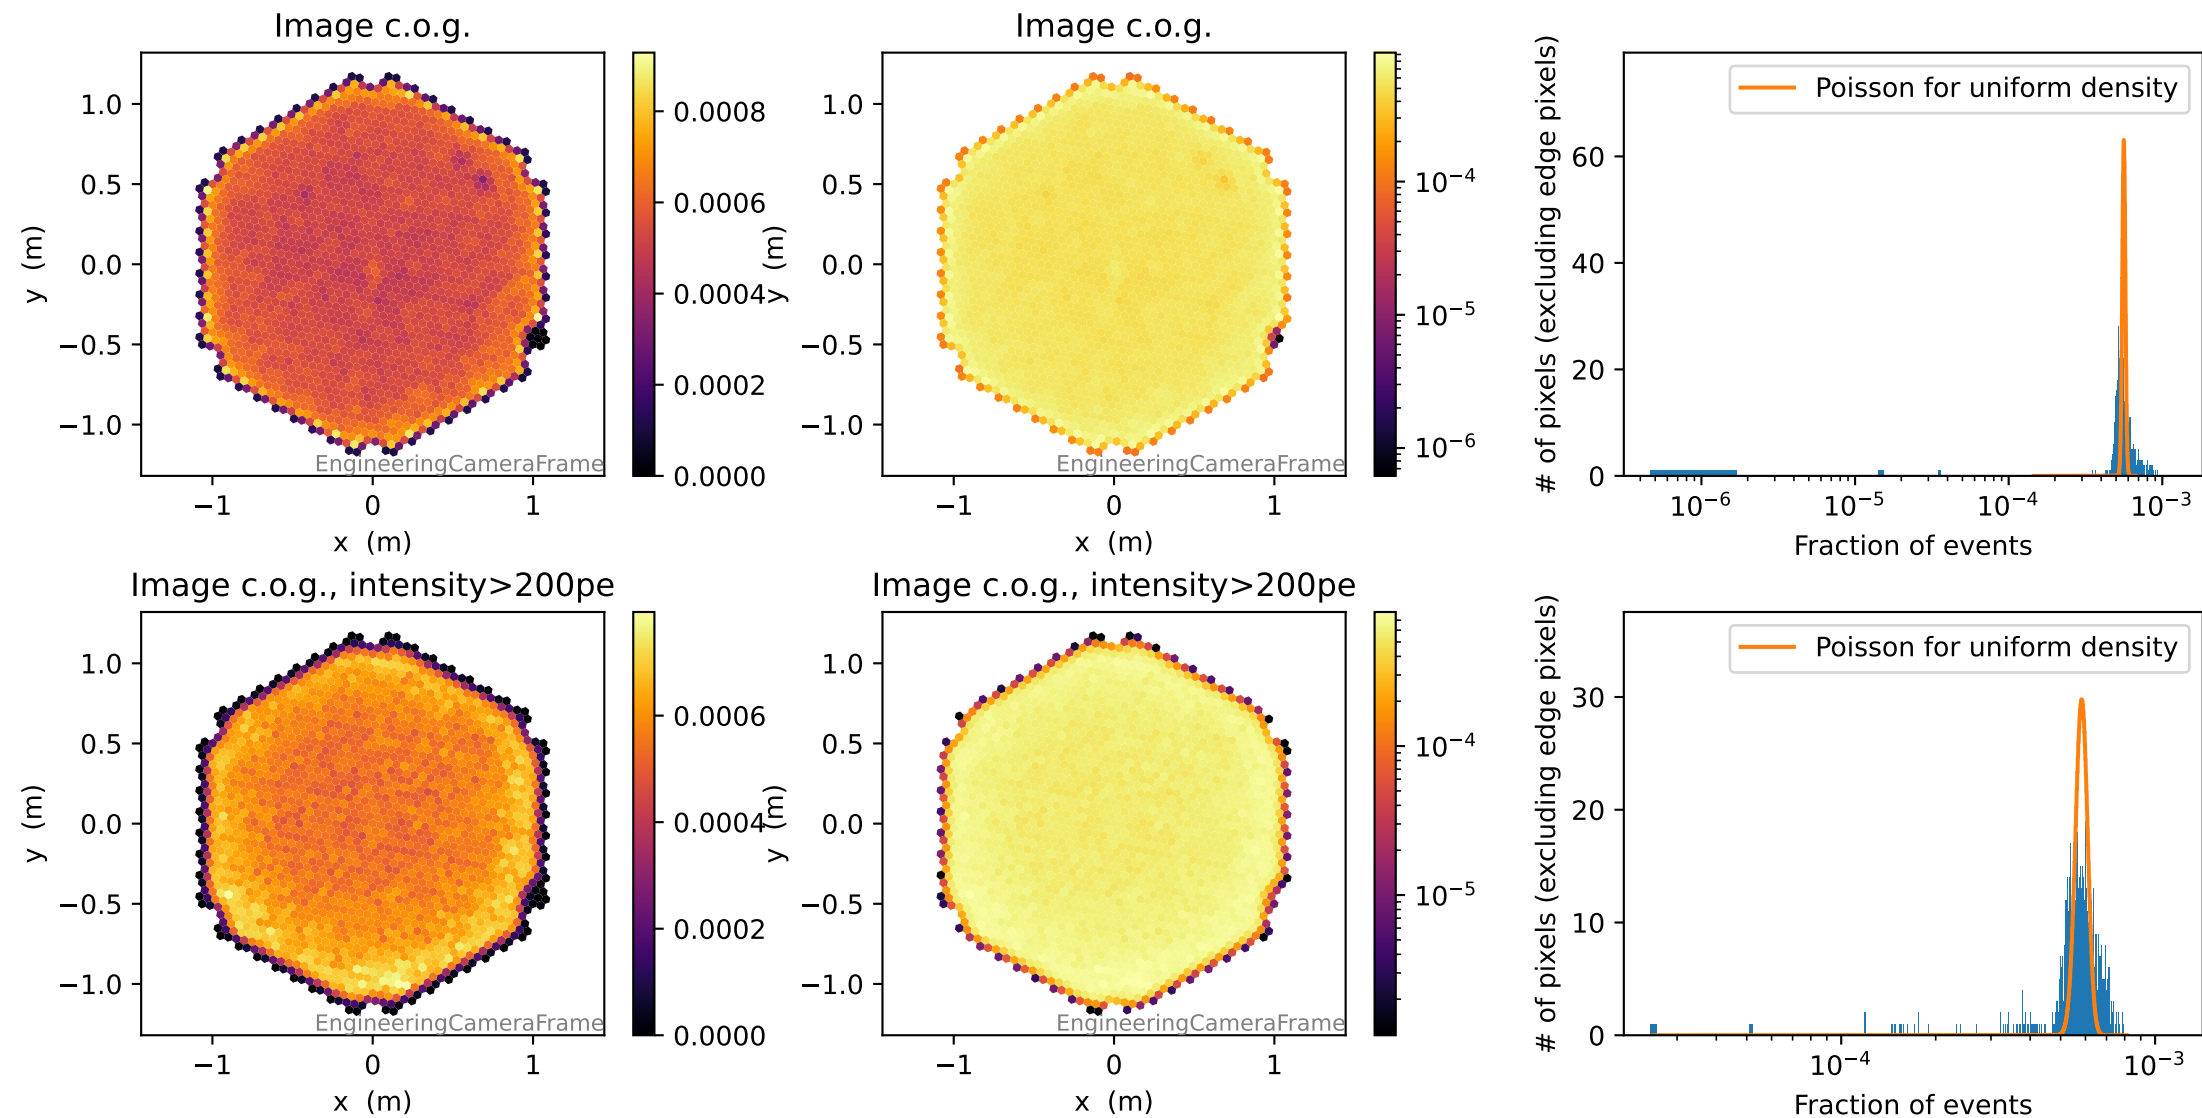 Image c.o.g.
1.0
0.5
0.0
−0.5
−1.0
y (m)
−1 0 1
x (m)
EngineeringCameraFrame
0.0008
0.0006
0.0004
0.0002
0.0000
Image c.o.g.
1.0
0.5
0.0
−0.5
−1.0
y (m)
−1 0 1
x (m)
EngineeringCameraFrame
10⁻⁴
10⁻⁵
10⁻⁶
Poisson for uniform density
# of pixels (excluding edge pixels)
60
40
20
0
10⁻⁶ 10⁻⁵ 10⁻⁴ 10⁻³
Fraction of events
Image c.o.g., intensity>200pe
1.0
0.5
0.0
−0.5
−1.0
y (m)
−1 0 1
x (m)
EngineeringCameraFrame
0.0006
0.0004
0.0002
0.0000
Image c.o.g., intensity>200pe
1.0
0.5
0.0
−0.5
−1.0
y (m)
−1 0 1
x (m)
EngineeringCameraFrame
10⁻⁴
10⁻⁵
Poisson for uniform density
# of pixels (excluding edge pixels)
30
20
10
0
10⁻⁴ 10⁻³
Fraction of events